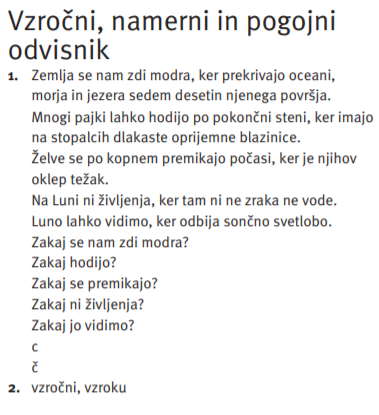 Vzročni, namerni in pogojni
odvisnik
1. Zemlja se nam zdi modra, ker prekrivajo oceani,
morja in jezera sedem desetin njenega površja.
Mnogi pajki lahko hodijo po pokončni steni, ker imajo
na stopalcih dlakaste oprijemne blazinice.
Želve se po kopnem premikajo počasi, ker je njihov
oklep težak.
Na Luni ni življenja, ker tam ni ne zraka ne vode.
Luno lahko vidimo, ker odbija sončno svetlobo.
Zakaj se nam zdi modra?
Zakaj hodijo?
Zakaj se premikajo?
Zakaj ni življenja?
Zakaj jo vidimo?
c
č
2. vzročni, vzroku